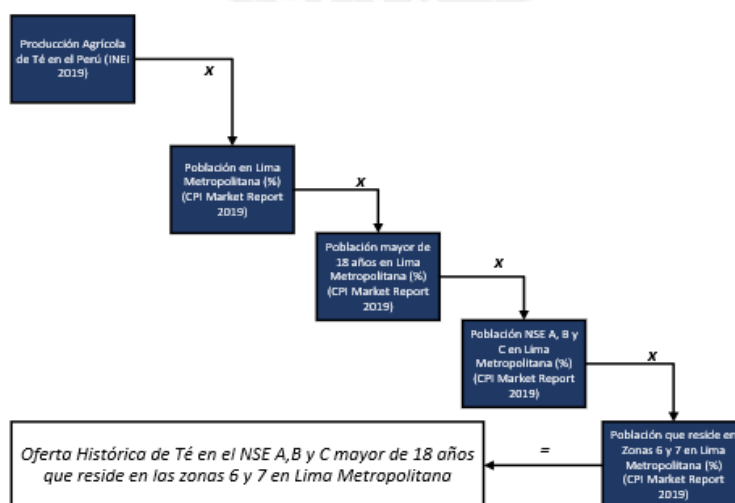 Producción Agrícola
de Té en el Perú (INEI
2019)
x
Población en Lima
Metropolitana (%)
(CPI Market Report
2019)
x
Población mayor de
18 años en Lima
Metropolitana (%)
(CPI Market Report
2019)
x
Población NSE A, B y
C en Lima
Metropolitana (%)
(CPI Market Report
2019)
x
Población que reside en
Zonas 6 y 7 en Lima
Metropolitana (%)
(CPI Market Report
2019)
=
Oferta Histórica de Té en el NSE A,B y C mayor de 18 años
que reside en las zonas 6 y 7 en Lima Metropolitana